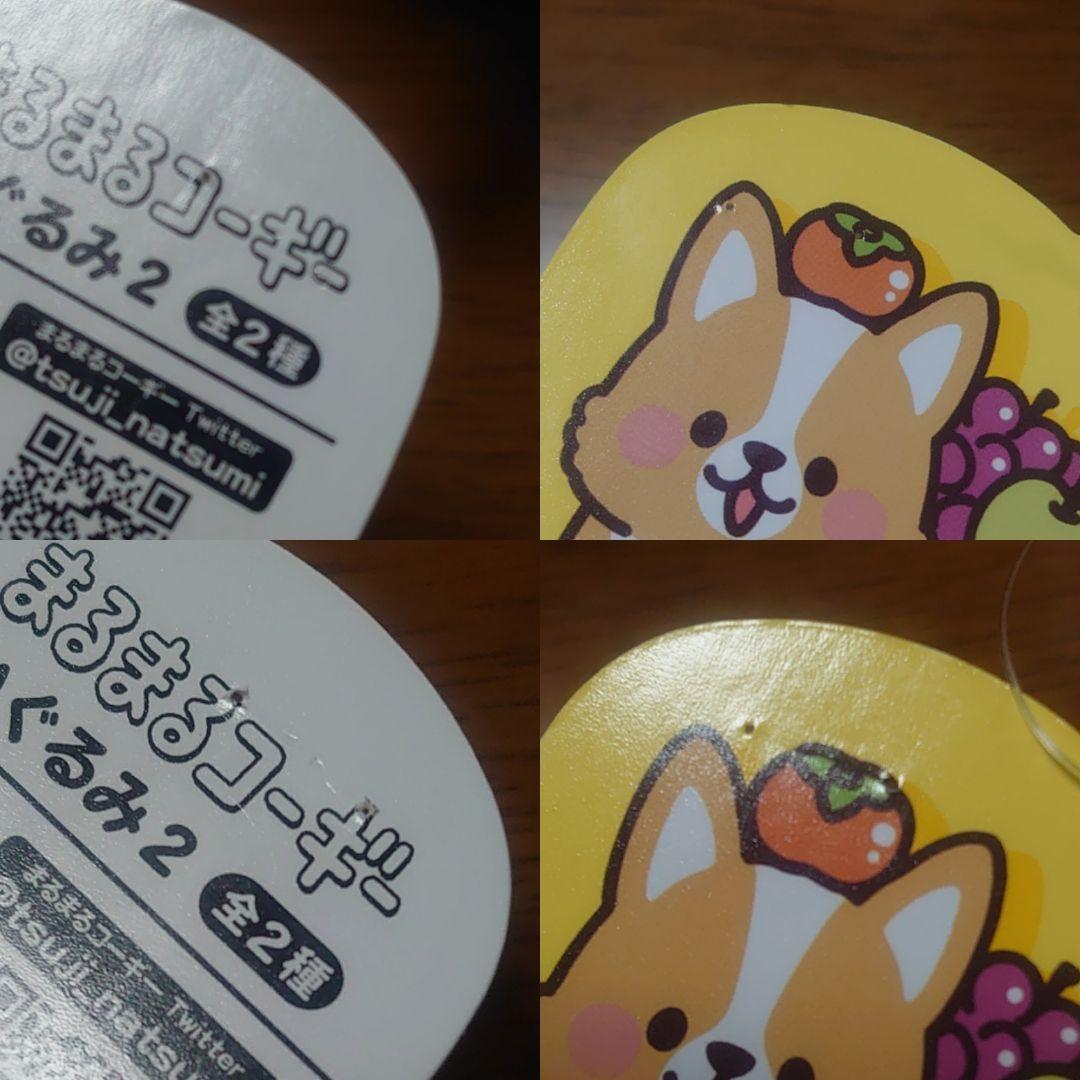 まるまるコーギー
ぐるみ2
全2種
まるまるコーギー Twitter
@tsuji_natsumi
まるまるコーギー
ぐるみ2
全2種
まるまるコーギー Twitter
@tsuji_natsu